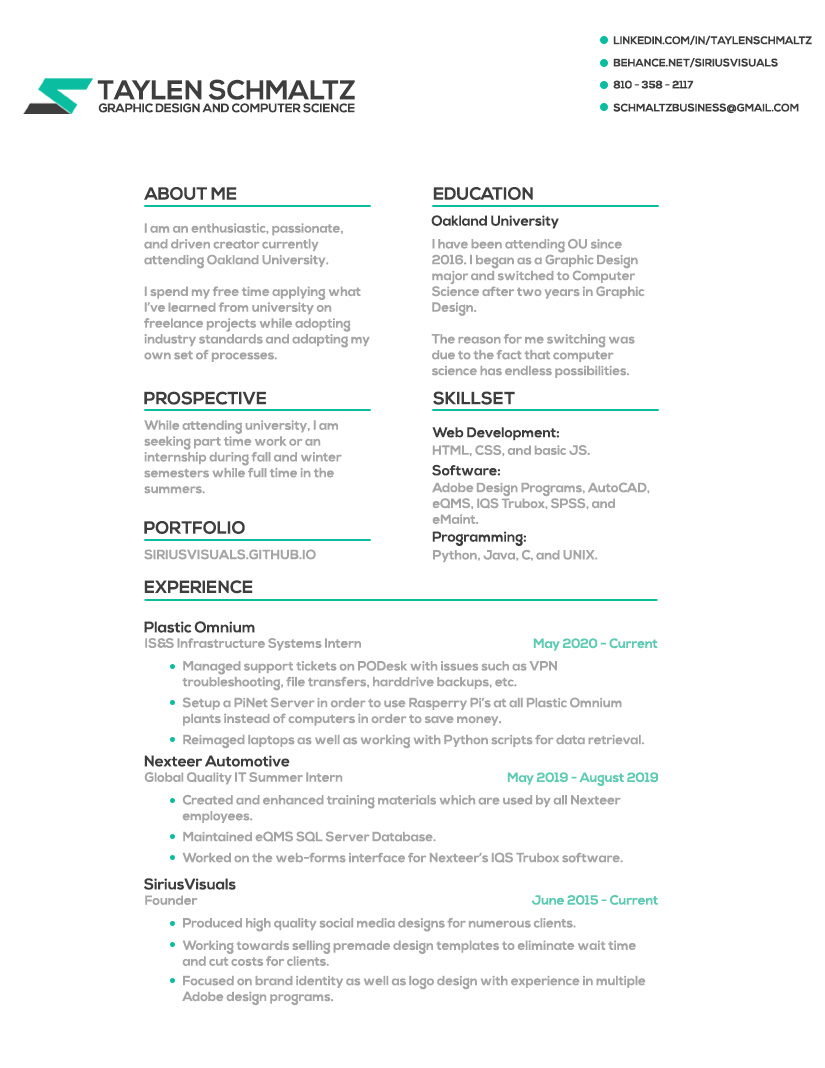 LINKEDIN.COM/IN/TAYLENSCHMALTZ
BEHANCE.NET/SIRIUSVISUALS
810 - 358 - 2117
SCHMALTZBUSINESS@GMAIL.COM
TAYLEN SCHMALTZ
GRAPHIC DESIGN AND COMPUTER SCIENCE
ABOUT ME
I am an enthusiastic, passionate,
and driven creator currently
attending Oakland University.
I spend my free time applying what
I've learned from university on
freelance projects while adopting
industry standards and adapting my
own set of processes.
PROSPECTIVE
While attending university, I am
seeking part time work or an
internship during fall and winter
semesters while full time in the
summers.
PORTFOLIO
SIRIUSVISUALS.GITHUB.IO
EDUCATION
Oakland University
I have been attending OU since
2016. I began as a Graphic Design
major and switched to Computer
Science after two years in Graphic
Design.
The reason for me switching was
due to the fact that computer
science has endless possibilities.
SKILLSET
Web Development:
HTML, CSS, and basic JS.
Software:
Adobe Design Programs, AutoCAD,
eQMS, IQS Trubox, SPSS, and
eMaint.
Programming:
Python, Java, C, and UNIX.
EXPERIENCE
Plastic Omnium
IS&S Infrastructure Systems Intern
May 2020 - Current
Managed support tickets on PODesk with issues such as VPN
troubleshooting, file transfers, harddrive backups, etc.
Setup a PiNet Server in order to use Rasperry Pi's at all Plastic Omnium
plants instead of computers in order to save money.
Reimaged laptops as well as working with Python scripts for data retrieval.
Nexteer Automotive
Global Quality IT Summer Intern
May 2019 - August 2019
Created and enhanced training materials which are used by all Nexteer
employees.
Maintained eQMS SQL Server Database.
Worked on the web-forms interface for Nexteer's IQS Trubox software.
SiriusVisuals
Founder
June 2015 - Current
Produced high quality social media designs for numerous clients.
Working towards selling premade design templates to eliminate wait time
and cut costs for clients.
Focused on brand identity as well as logo design with experience in multiple
Adobe design programs.